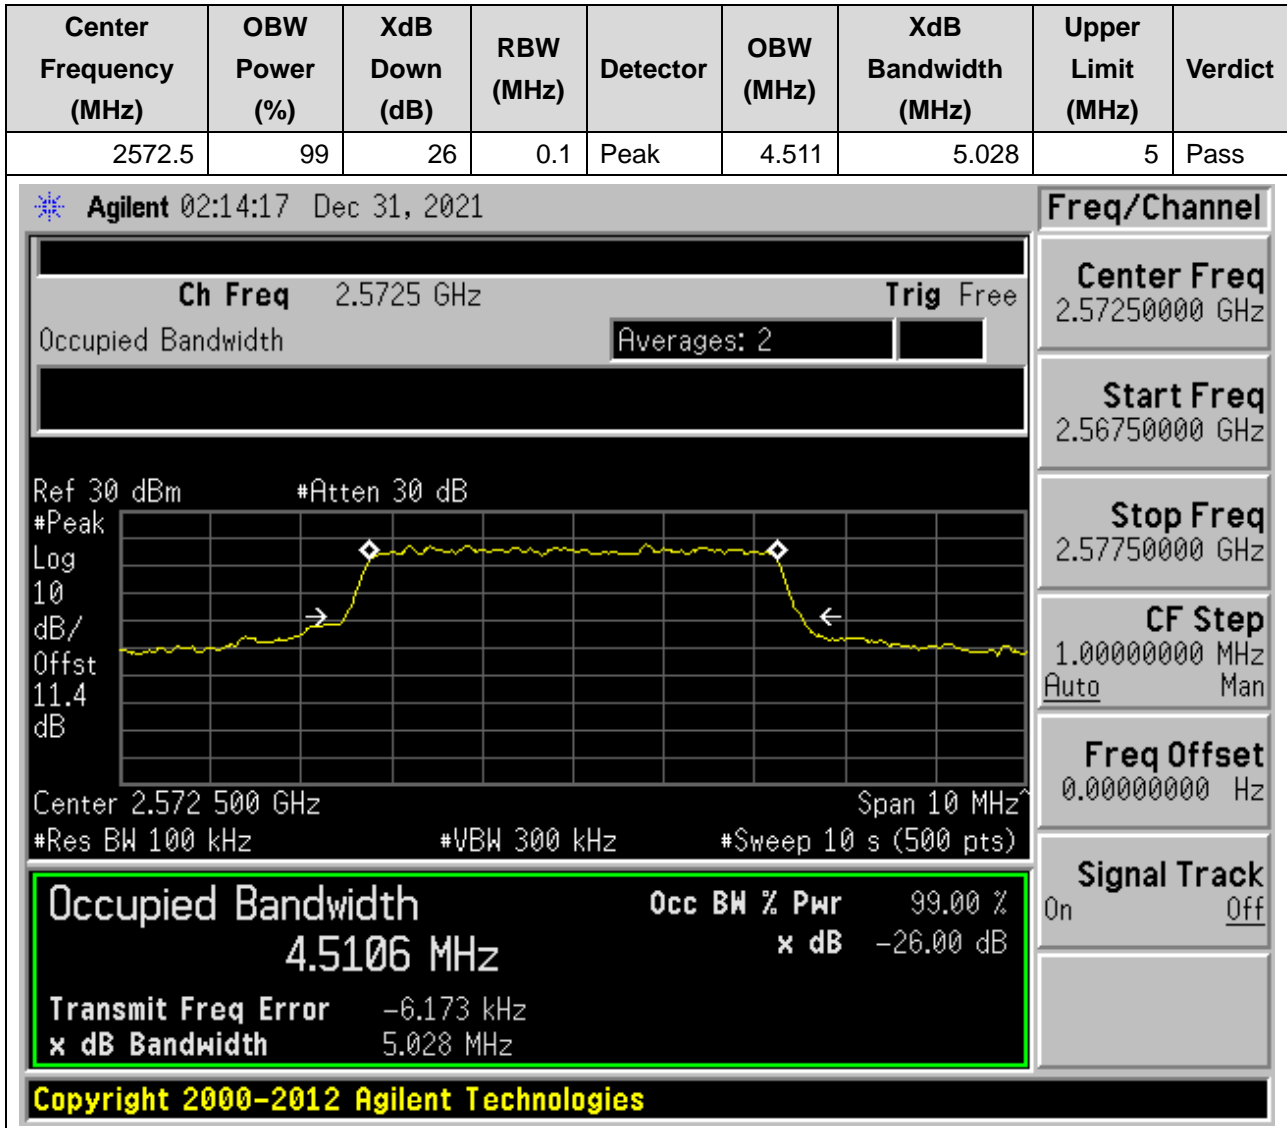 Center Frequency (MHz) OBW Power (%) XdB Down (dB) RBW (MHz) Detector OBW (MHz) XdB Bandwidth (MHz) Upper Limit (MHz) Verdict
2572.5 99 26 0.1 Peak 4.511 5.028 5 Pass
Agilent 02:14:17 Dec 31, 2021
Freq/Channel
Ch Freq 2.5725 GHz Trig Free
Occupied Bandwidth Averages: 2
Ref 30 dBm #Atten 30 dB
#Peak
Log
10
dB/
Offst
11.4
dB
Center 2.572 500 GHz Span 10 MHz^
#Res BW 100 kHz #VBW 300 kHz #Sweep 10 s (500 pts)
Occupied Bandwidth Occ BW % Pwr 99.00 %
4.5106 MHz x dB -26.00 dB
Transmit Freq Error -6.173 kHz
x dB Bandwidth 5.028 MHz
Center Freq
2.57250000 GHz
Start Freq
2.56750000 GHz
Stop Freq
2.57750000 GHz
CF Step
1.00000000 MHz
Auto Man
Freq Offset
0.00000000 Hz
Signal Track
On Off
Copyright 2000-2012 Agilent Technologies